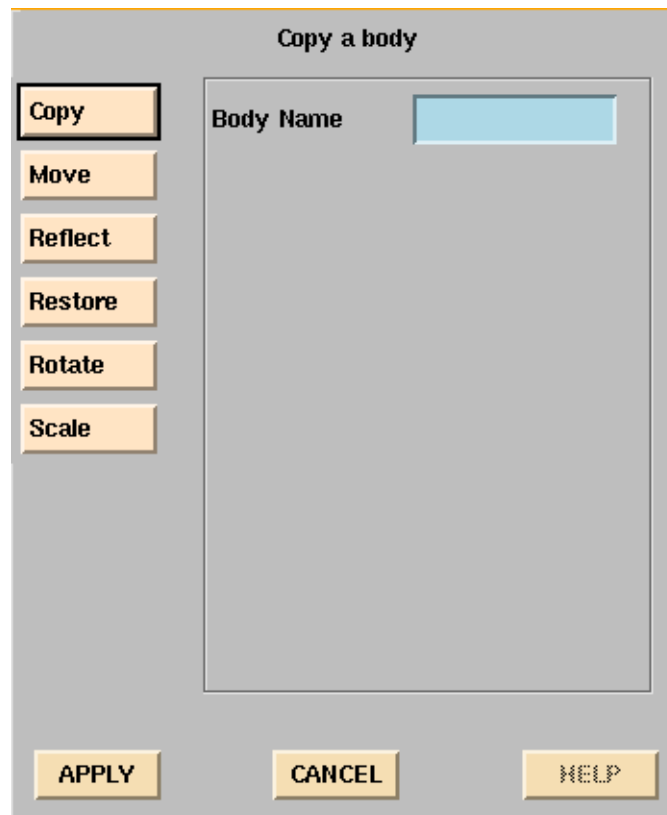 Copy a body
Copy
Body Name
Move
Reflect
Restore
Rotate
Scale
APPLY
CANCEL
HELP